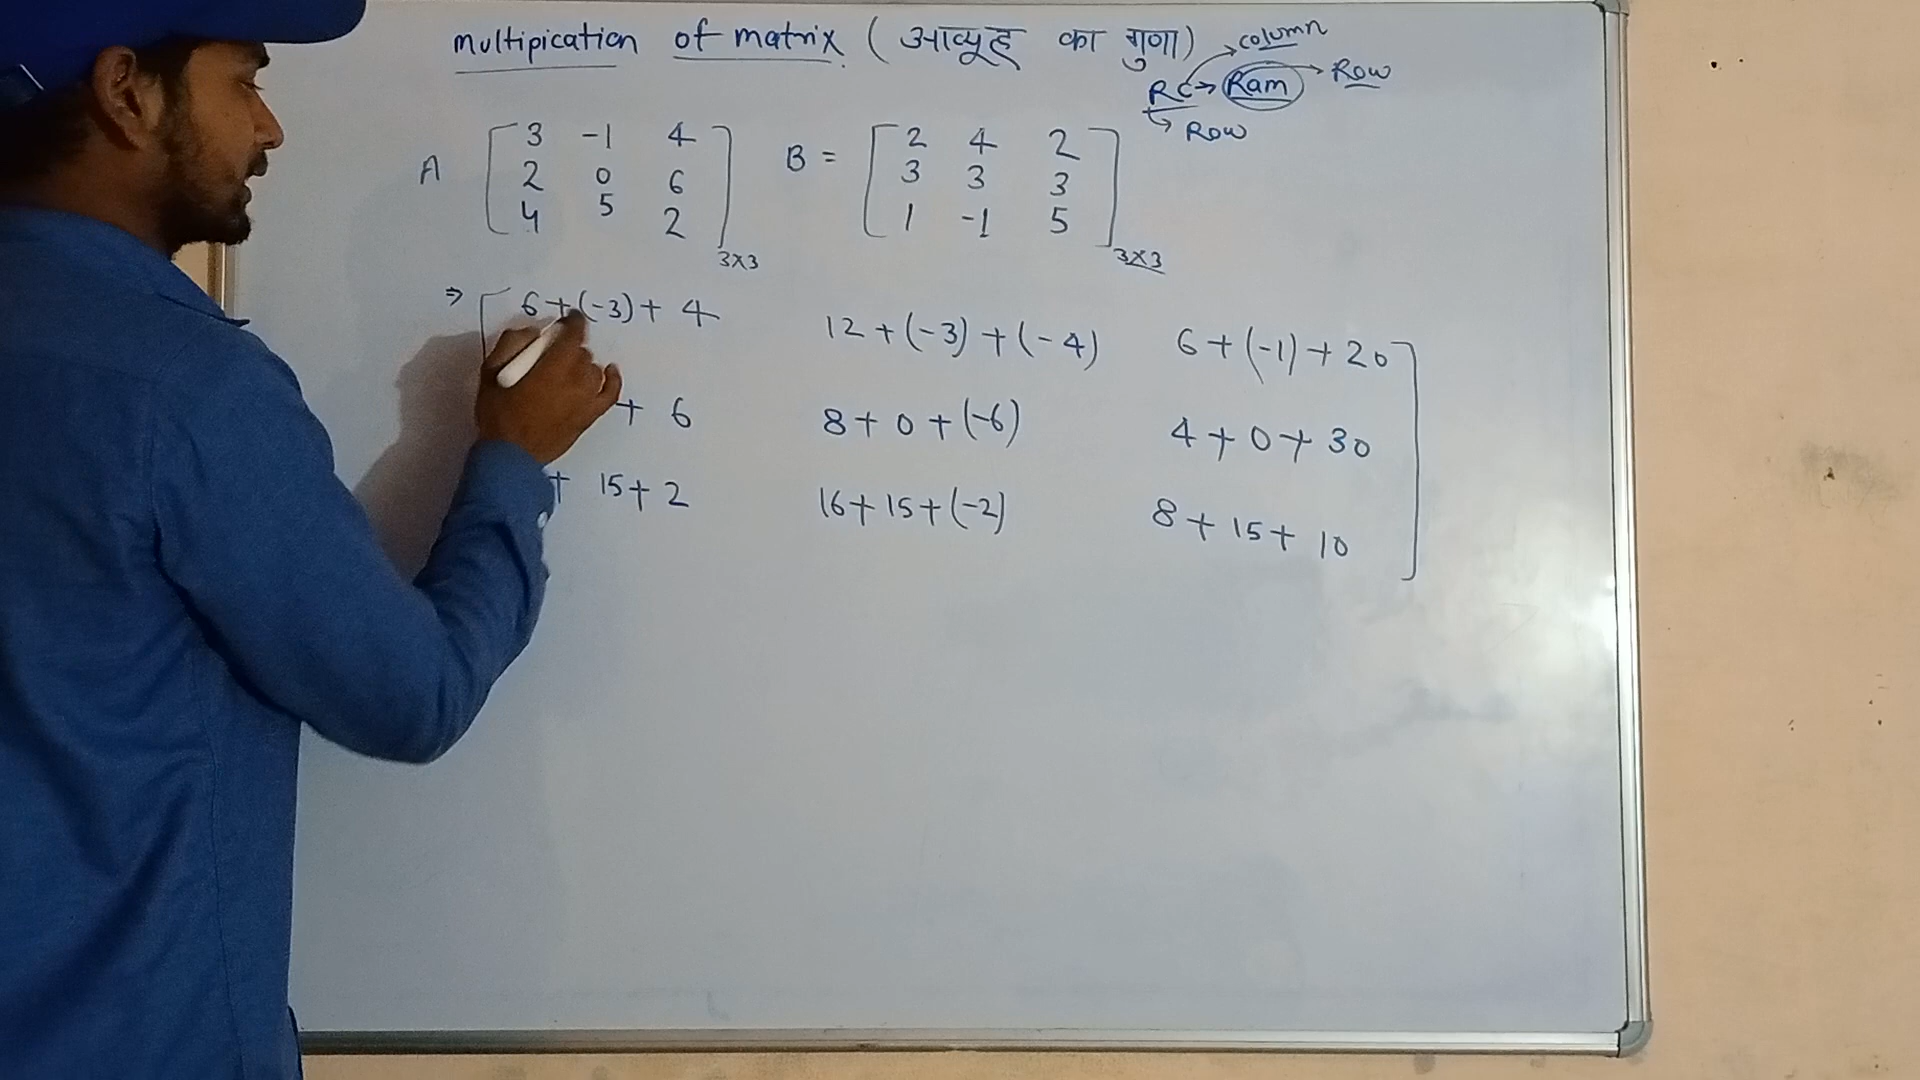 multipication of matrix (आव्यूह का गुणा)
column
RC → Ram → Row
Row
A [ 3 -1 4 B = [ 2 4 2
2 0 6 3 3 3
4 5 2 ] 3x3 1 -1 5 ] 3x3
⇒ [ 6+(-3)+ 4 12+(-3)+(-4) 6+(-1)+20
+ 6 8+0+(-6) 4+0+30
+ 15+2 16+15+(-2) 8+15+10 ]